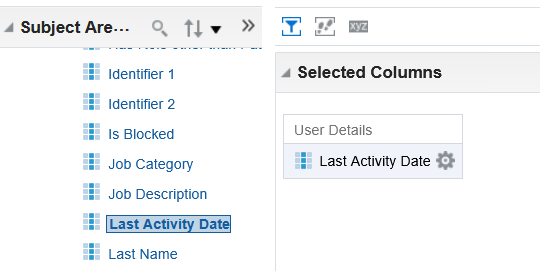 Subject Are...
Identifier 1
Identifier 2
Is Blocked
Job Category
Job Description
Last Activity Date
Last Name
xyz
Selected Columns
User Details
Last Activity Date